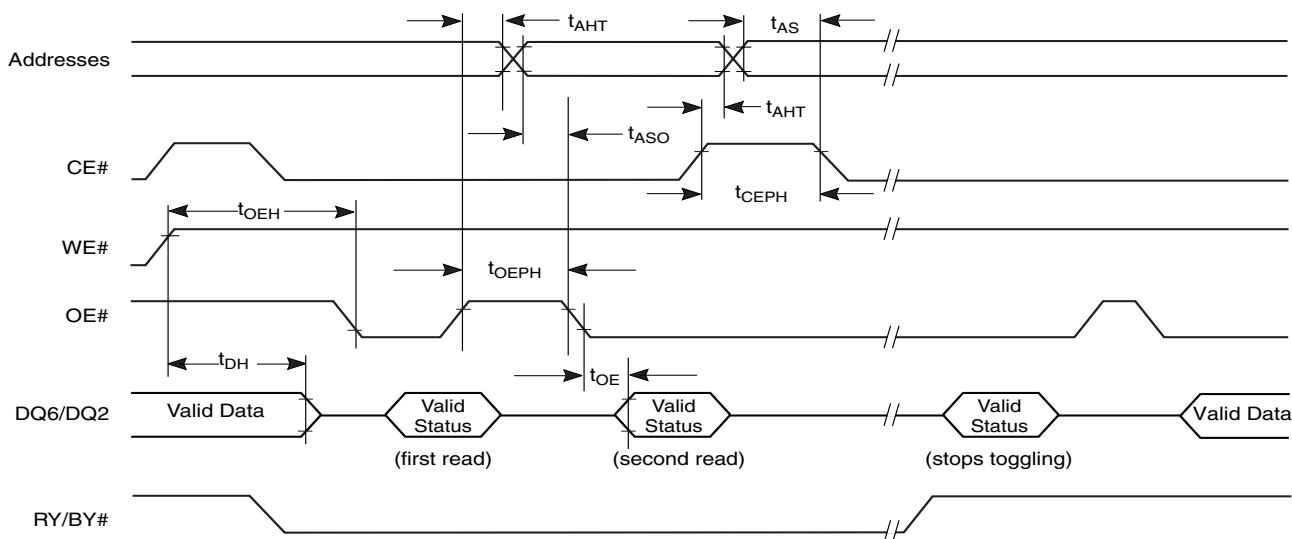 tAHT
tAS
Addresses
tAHT
tASO
CE#
tCEPH
tOEH
WE#
tOEPH
OE#
tDH
tOE
DQ6/DQ2
Valid Data
Valid
Status
Valid
Status
Valid
Status
Valid Data
(first read)
(second read)
(stops toggling)
RY/BY#